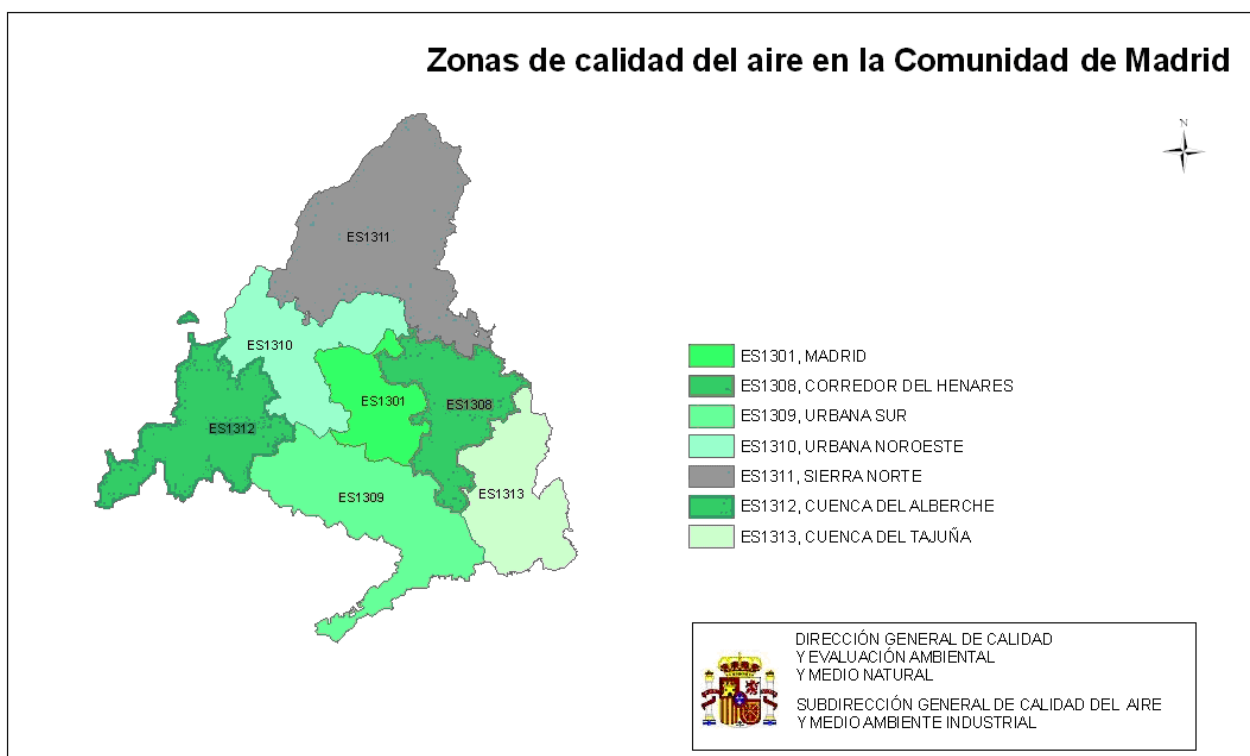 Zonas de calidad del aire en la Comunidad de Madrid
N
ES1311
ES1310
ES1301
ES1308
ES1312
ES1309
ES1313
ES1301, MADRID
ES1308, CORREDOR DEL HENARES
ES1309, URBANA SUR
ES1310, URBANA NOROESTE
ES1311, SIERRA NORTE
ES1312, CUENCA DEL ALBERCHE
ES1313, CUENCA DEL TAJUÑA
DIRECCIÓN GENERAL DE CALIDAD
Y EVALUACIÓN AMBIENTAL
Y MEDIO NATURAL
SUBDIRECCIÓN GENERAL DE CALIDAD DEL AIRE
Y MEDIO AMBIENTE INDUSTRIAL